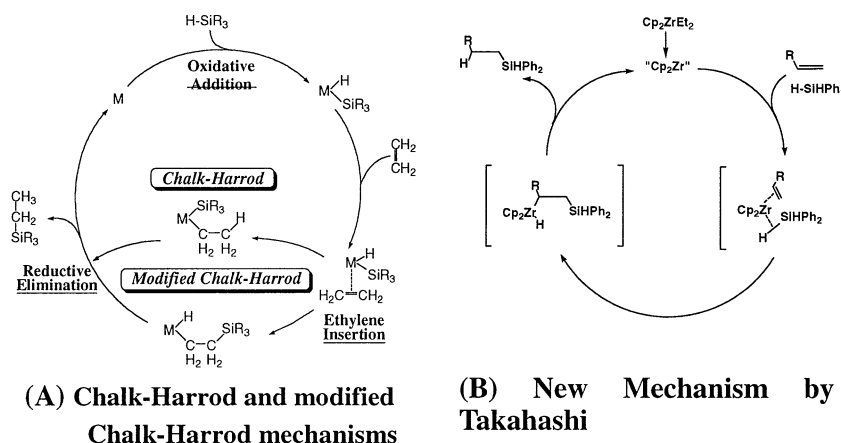 H-SiR3
Oxidative
Addition
M
H
M
SiR3
CH2
CH2
Chalk-Harrod
CH3
CH2
SiR3
SiR3
M
H
C-C
H2 H2
Reductive
Elimination
Modified Chalk-Harrod
H
M
SiR3
H2C=CH2
Ethylene
Insertion
H
M
SiR3
C-C
H2 H2
(A) Chalk-Harrod and modified
Chalk-Harrod mechanisms
Cp2ZrEt2
"Cp2Zr"
R
H
SiHPh2
R
H-SiHPh
R
Cp2Zr
H
SiHPh2
R
Cp2Zr
SiHPh2
H
(B) New Mechanism by
Takahashi